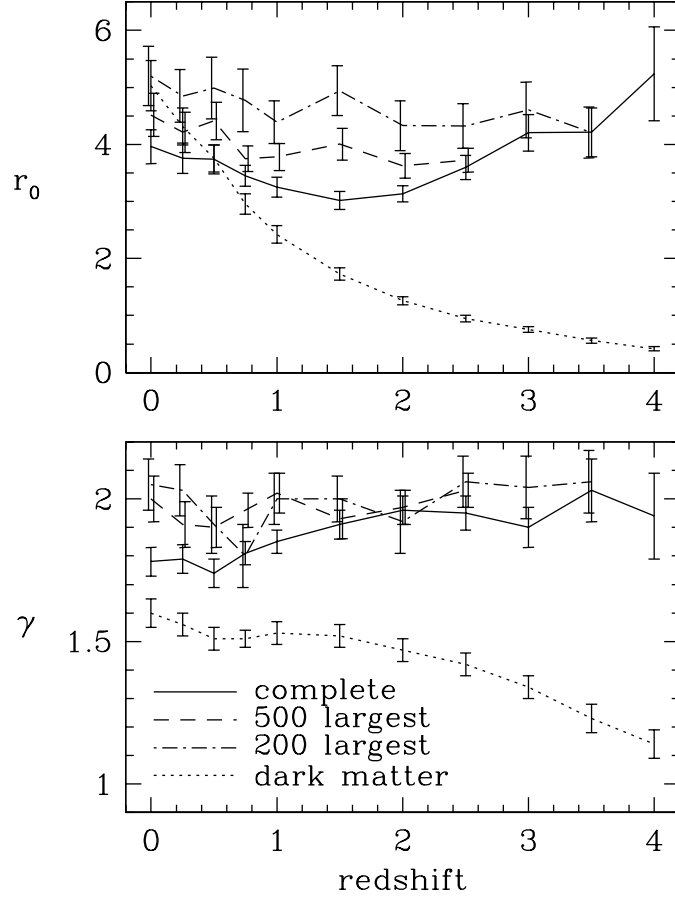 6
4
r₀
2
0
0 1 2 3 4
2
γ
1.5
complete
500 largest
200 largest
dark matter
1
0 1 2 3 4
redshift